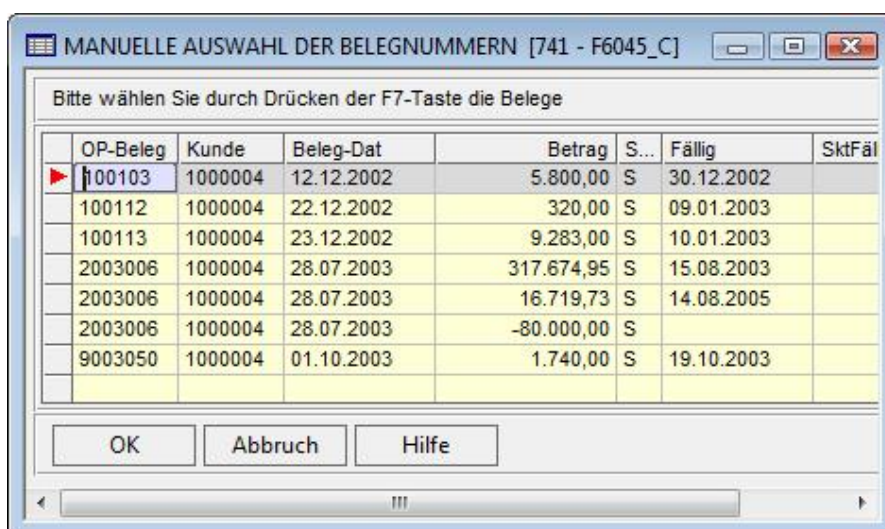 MANUELLE AUSWAHL DER BELEGNUMMERN [741 - F6045_C]
Bitte wählen Sie durch Drücken der F7-Taste die Belege
OP-Beleg Kunde Beleg-Dat Betrag S... Fällig SktFäl
100103 1000004 12.12.2002 5.800,00 S 30.12.2002
100112 1000004 22.12.2002 320,00 S 09.01.2003
100113 1000004 23.12.2002 9.283,00 S 10.01.2003
2003006 1000004 28.07.2003 317.674,95 S 15.08.2003
2003006 1000004 28.07.2003 16.719,73 S 14.08.2005
2003006 1000004 28.07.2003 -80.000,00 S
9003050 1000004 01.10.2003 1.740,00 S 19.10.2003
OK Abbruch Hilfe